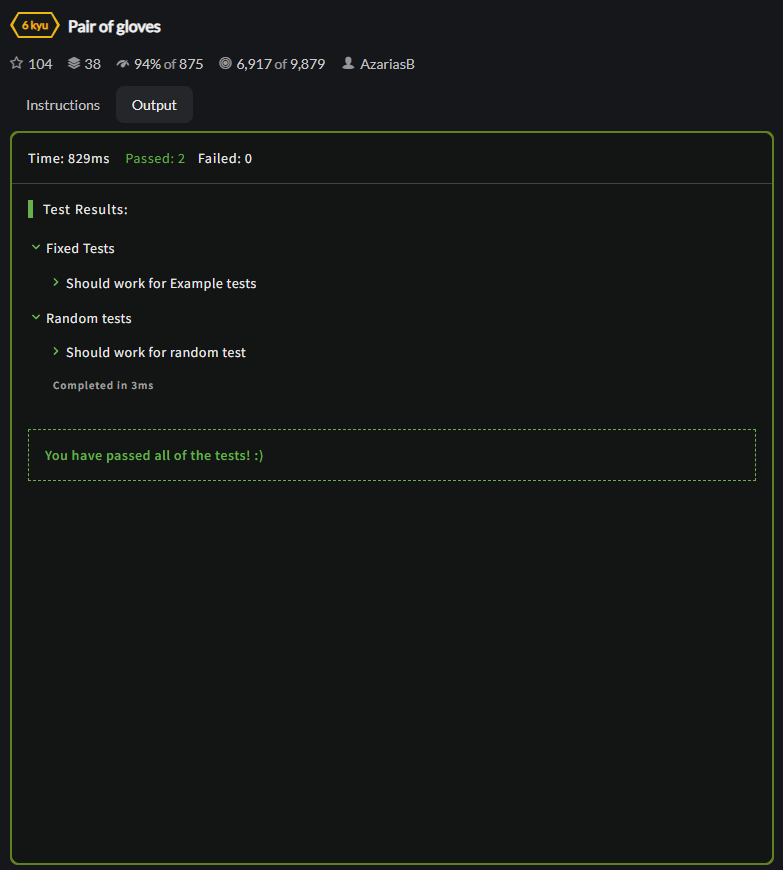 6 kyu Pair of gloves
104 38 94% of 875 6,917 of 9,879 AzariasB
Instructions Output
Time: 829ms Passed: 2 Failed: 0
Test Results:
Fixed Tests
Should work for Example tests
Random tests
Should work for random test
Completed in 3ms
You have passed all of the tests! :)